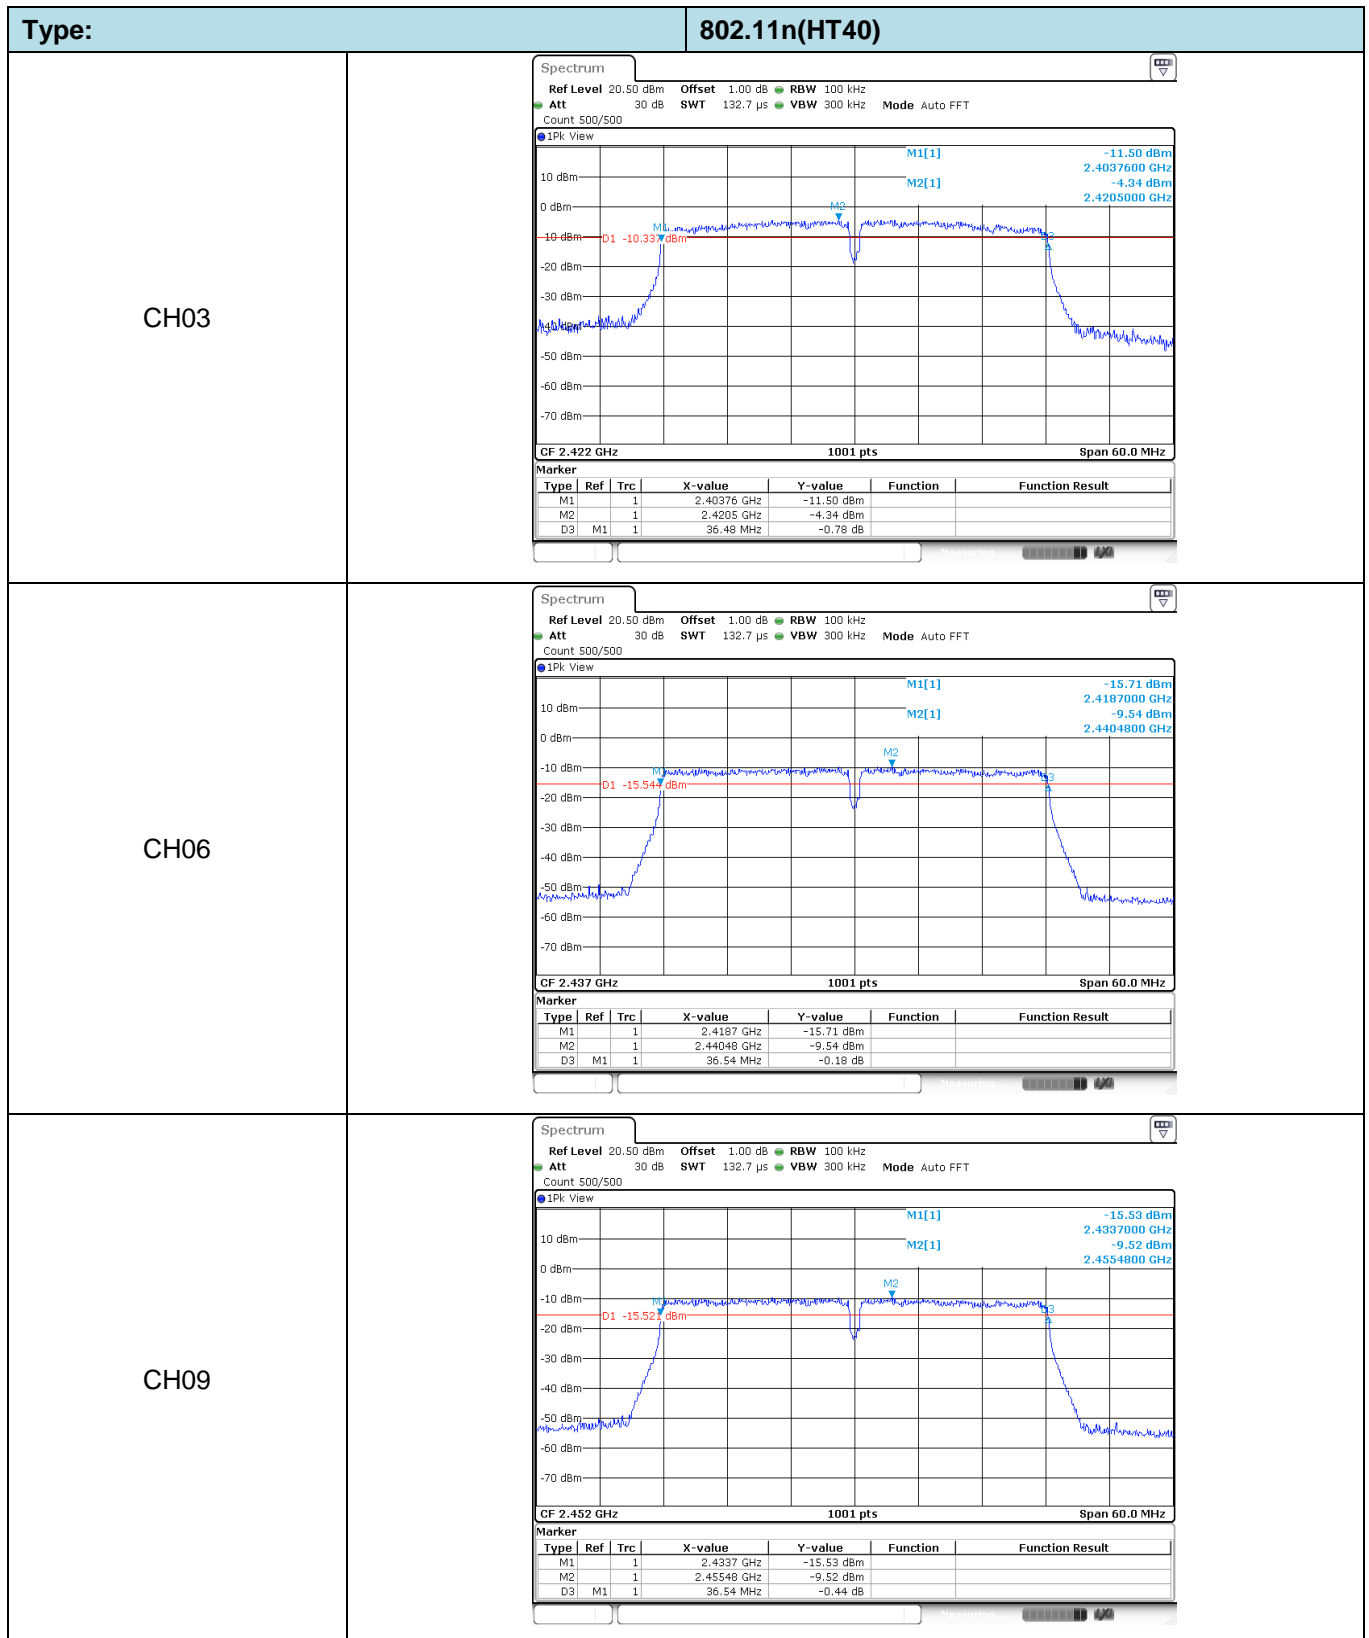 Type: 802.11n(HT40)
CH03
Spectrum
Ref Level 20.50 dBm Offset 1.00 dB RBW 100 kHz
Att 30 dB SWT 132.7 µs VBW 300 kHz Mode Auto FFT
Count 500/500
1Pk View
M1[1] -11.50 dBm
2.4037600 GHz
10 dBm
M2[1] -4.34 dBm
2.4205000 GHz
0 dBm
M2
M1
-10 dBm
D1 -10.337 dBm
D3
-20 dBm
-30 dBm
-40 dBm
-50 dBm
-60 dBm
-70 dBm
CF 2.422 GHz 1001 pts Span 60.0 MHz
Marker
Type Ref Trc X-value Y-value Function Function Result
M1 1 2.40376 GHz -11.50 dBm
M2 1 2.4205 GHz -4.34 dBm
D3 M1 1 36.48 MHz -0.78 dB
Measuring...
CH06
Spectrum
Ref Level 20.50 dBm Offset 1.00 dB RBW 100 kHz
Att 30 dB SWT 132.7 µs VBW 300 kHz Mode Auto FFT
Count 500/500
1Pk View
M1[1] -15.71 dBm
2.4187000 GHz
10 dBm
M2[1] -9.54 dBm
2.4404800 GHz
0 dBm
M2
-10 dBm
M1
D3
D1 -15.544 dBm
-20 dBm
-30 dBm
-40 dBm
-50 dBm
-60 dBm
-70 dBm
CF 2.437 GHz 1001 pts Span 60.0 MHz
Marker
Type Ref Trc X-value Y-value Function Function Result
M1 1 2.4187 GHz -15.71 dBm
M2 1 2.44048 GHz -9.54 dBm
D3 M1 1 36.54 MHz -0.18 dB
Measuring...
CH09
Spectrum
Ref Level 20.50 dBm Offset 1.00 dB RBW 100 kHz
Att 30 dB SWT 132.7 µs VBW 300 kHz Mode Auto FFT
Count 500/500
1Pk View
M1[1] -15.53 dBm
2.4337000 GHz
10 dBm
M2[1] -9.52 dBm
2.4554800 GHz
0 dBm
M2
-10 dBm
M1
D3
D1 -15.521 dBm
-20 dBm
-30 dBm
-40 dBm
-50 dBm
-60 dBm
-70 dBm
CF 2.452 GHz 1001 pts Span 60.0 MHz
Marker
Type Ref Trc X-value Y-value Function Function Result
M1 1 2.4337 GHz -15.53 dBm
M2 1 2.45548 GHz -9.52 dBm
D3 M1 1 36.54 MHz -0.44 dB
Measuring...